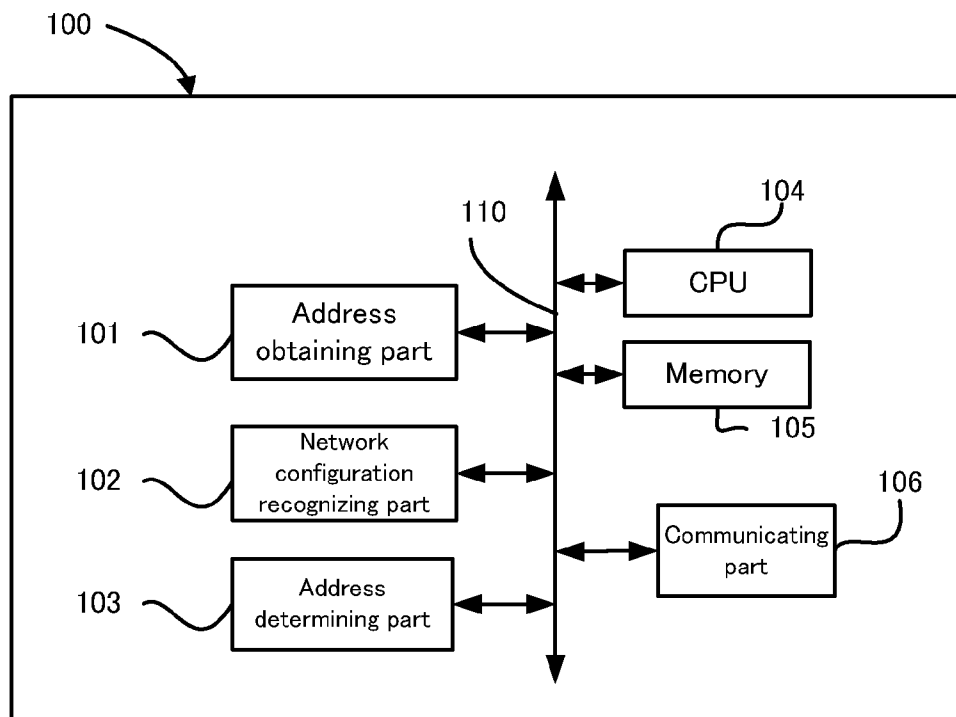 100
110
104
CPU
101
Address
obtaining part
Memory
105
102
Network
configuration
recognizing part
106
Communicating
part
103
Address
determining part